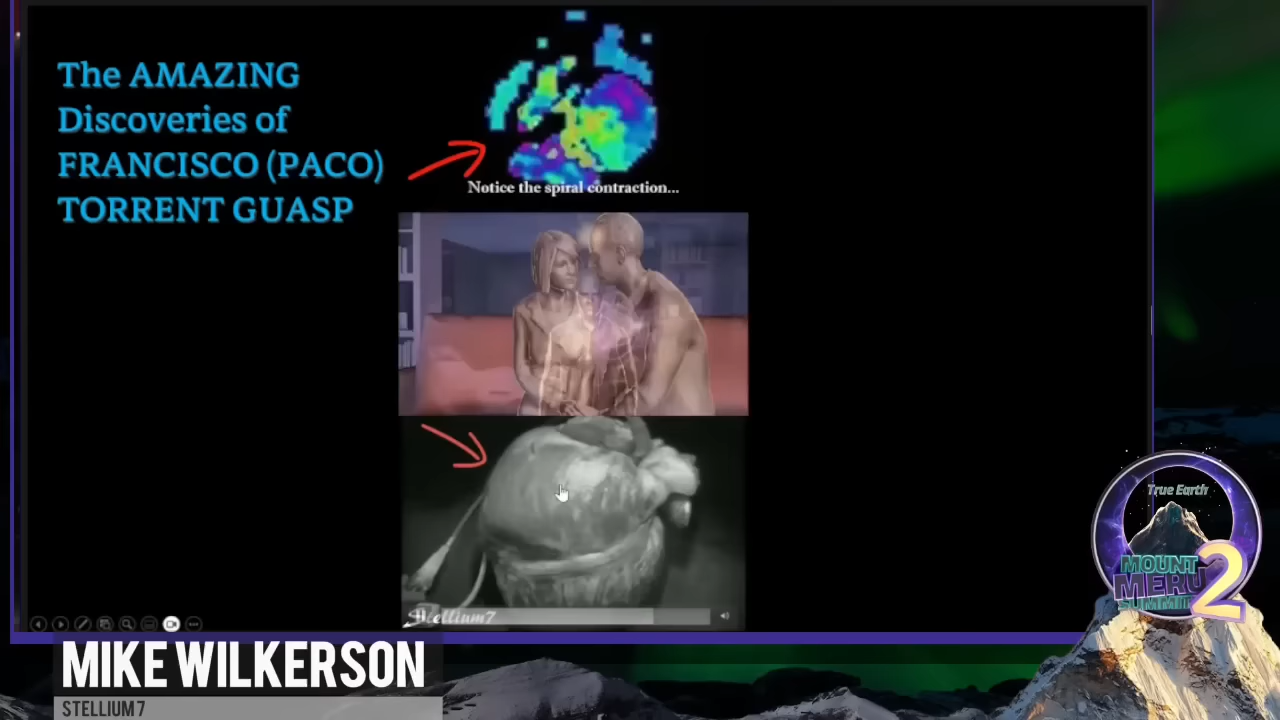 The AMAZING
Discoveries of
FRANCISCO (PACO)
TORRENT GUASP
Notice the spiral contraction...
Stellium7
True Earth
MOUNT
MERU
SUMMIT
2
MIKE WILKERSON
STELLIUM 7